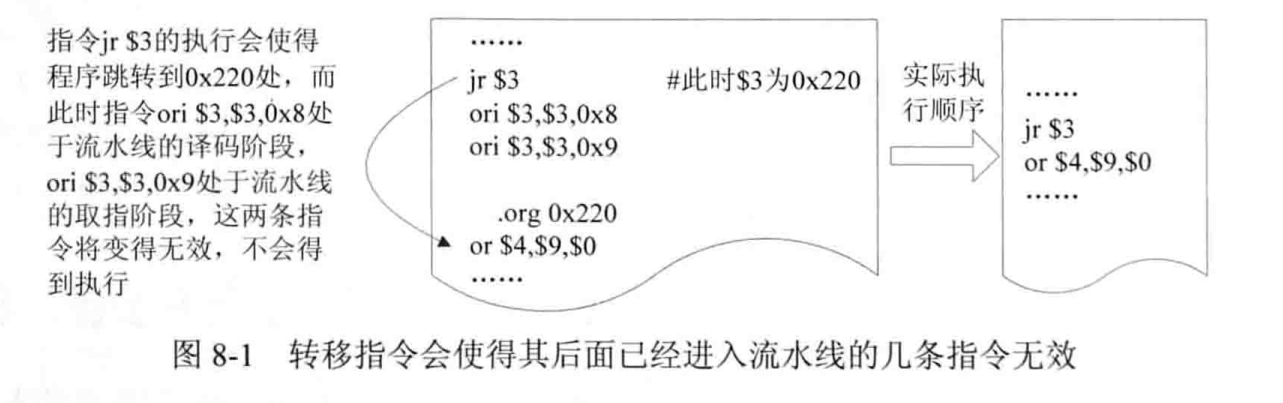 指令jr $3的执行会使得
程序跳转到0x220处，而
此时指令ori $3,$3,0x8处
于流水线的译码阶段，
ori $3,$3,0x9处于流水线
的取指阶段，这两条指
令将变得无效，不会得
到执行
……
jr $3 #此时$3为0x220
ori $3,$3,0x8
ori $3,$3,0x9
.org 0x220
or $4,$9,$0
……
实际执
行顺序
……
jr $3
or $4,$9,$0
……
图 8-1 转移指令会使得其后面已经进入流水线的几条指令无效